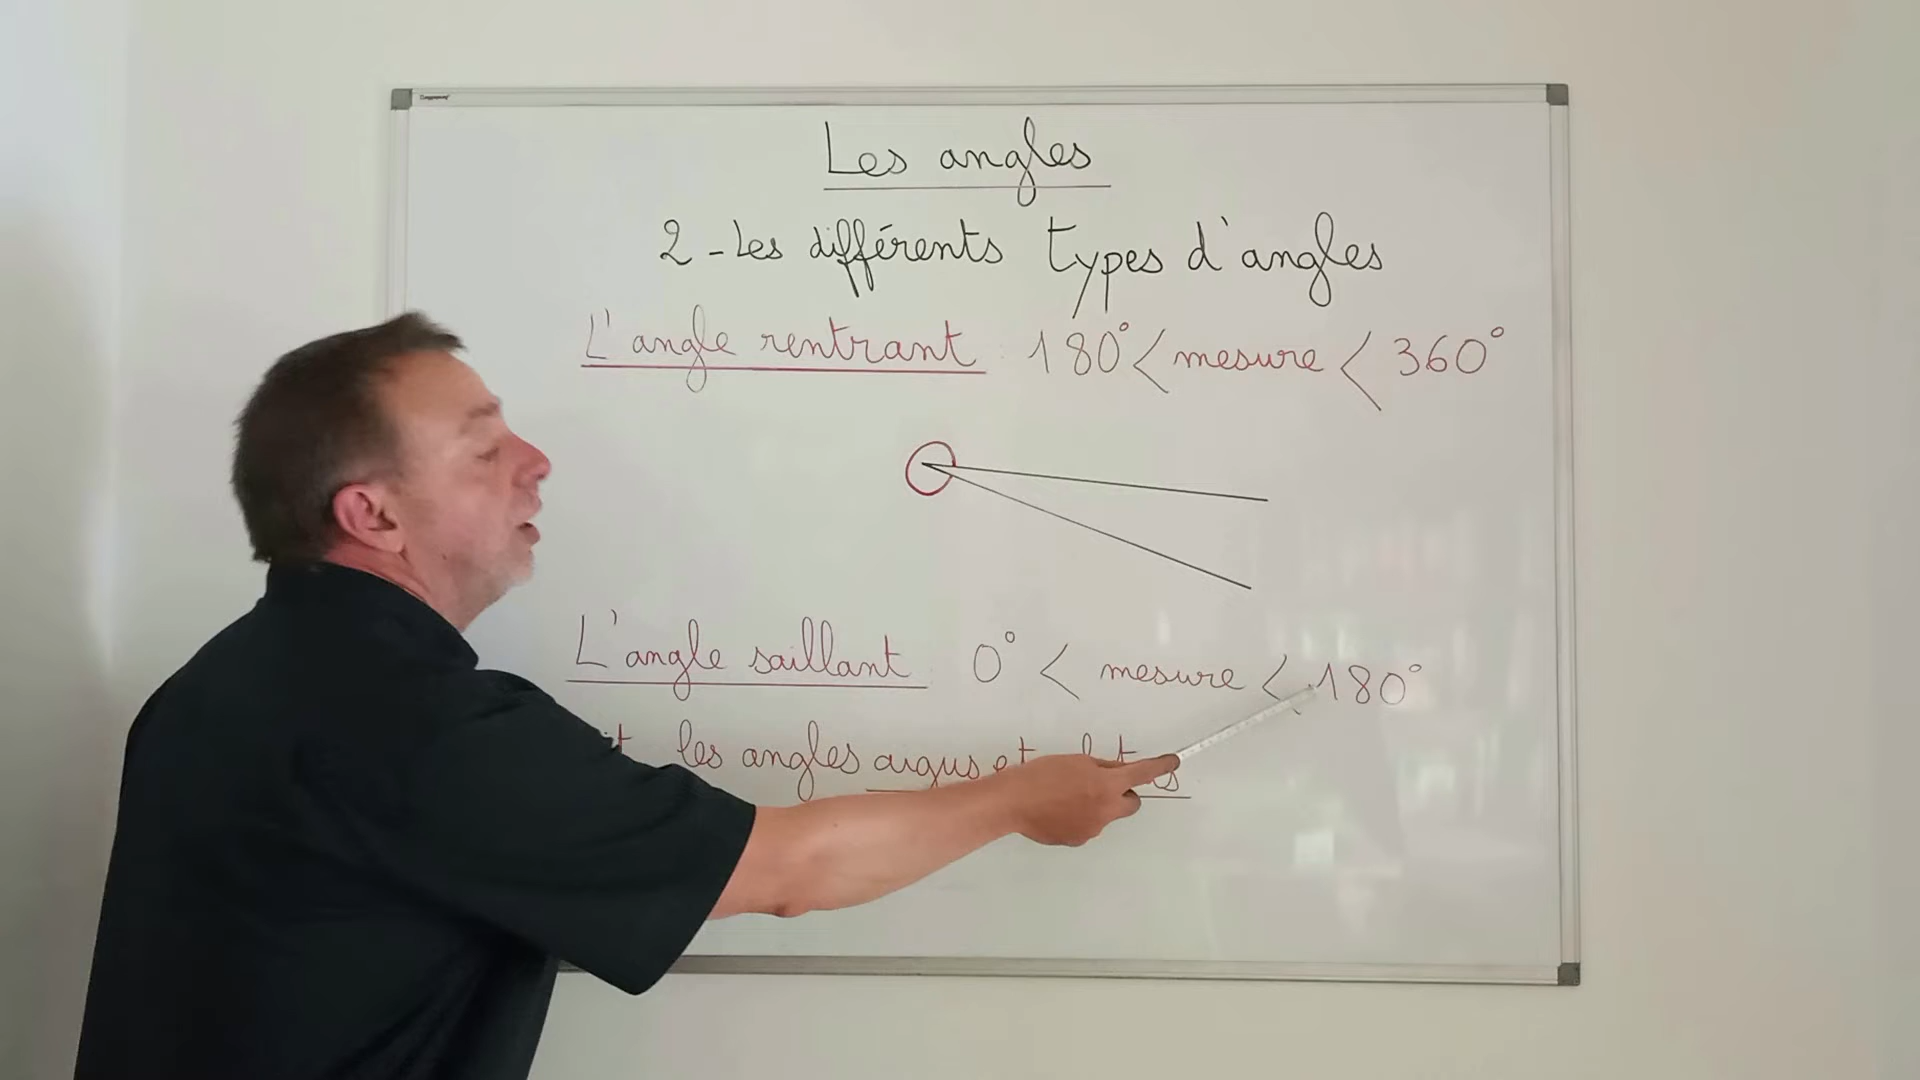 Les angles
2 - Les différents types d'angles
L'angle rentrant : 180° < mesure < 360°
L'angle saillant : 0° < mesure < 180°
les angles aigus et